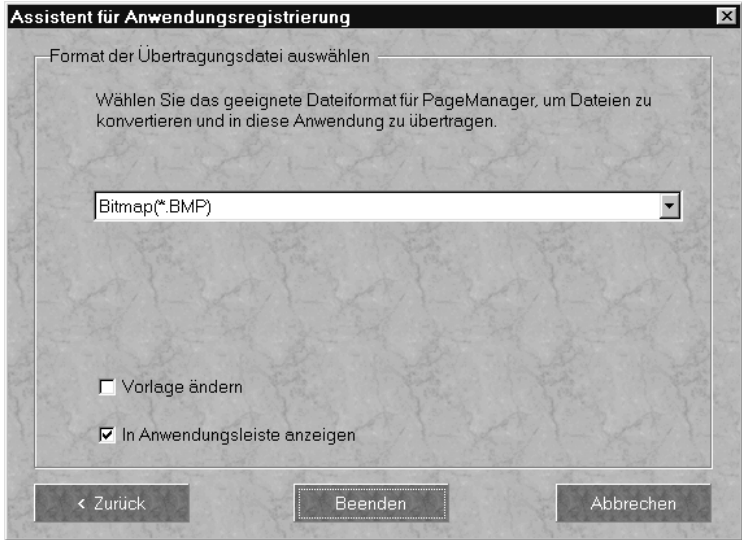 Assistent für Anwendungsregistrierung
Format der Übertragungsdatei auswählen
Wählen Sie das geeignete Dateiformat für PageManager, um Dateien zu
konvertieren und in diese Anwendung zu übertragen.
Bitmap(*.BMP)
Vorlage ändern
In Anwendungsleiste anzeigen
< Zurück
Beenden
Abbrechen